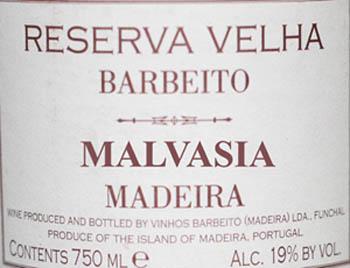 RESERVA VELHA
BARBEITO
MALVASIA
MADEIRA
WINE PRODUCED AND BOTTLED BY VINHOS BARBEITO (MADEIRA) LDA., FUNCHAL
PRODUCE OF THE ISLAND OF MADEIRA, PORTUGAL
CONTENTS 750 ML e ALC. 19% BY VOL.